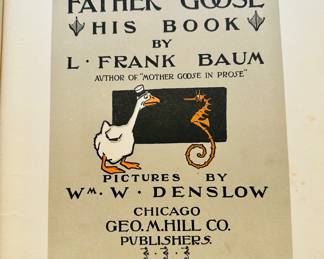 FATHER GOOSE
HIS BOOK
BY
L. FRANK BAUM
AUTHOR OF "MOTHER GOOSE IN PROSE"
PICTURES BY
WM. W. DENSLOW
CHICAGO
GEO. M. HILL CO.
PUBLISHERS.